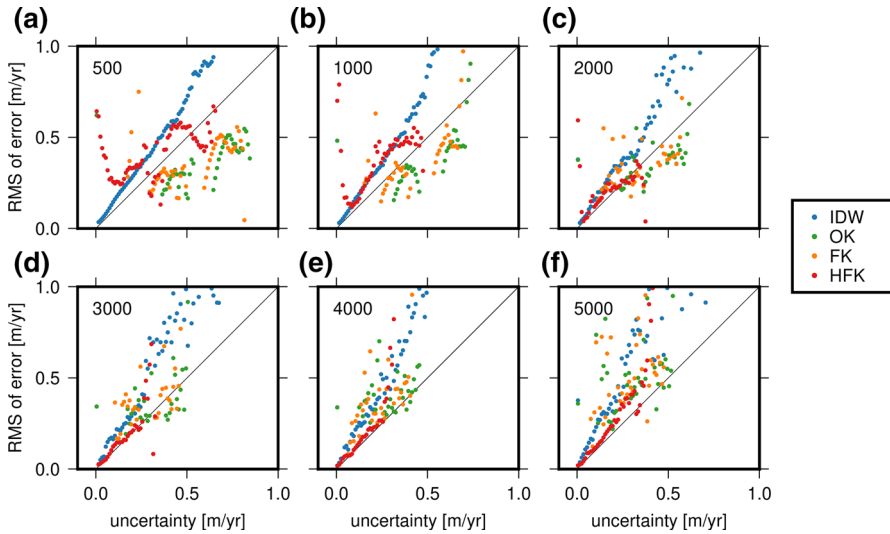 (a)
(b)
(c)
RMS of error [m/yr]
1.0
0.5
0.0
500
1000
2000
IDW
OK
FK
HFK
(d)
(e)
(f)
RMS of error [m/yr]
1.0
0.5
0.0
3000
4000
5000
0.0 0.5 1.0
0.0 0.5 1.0
0.0 0.5 1.0
uncertainty [m/yr]
uncertainty [m/yr]
uncertainty [m/yr]